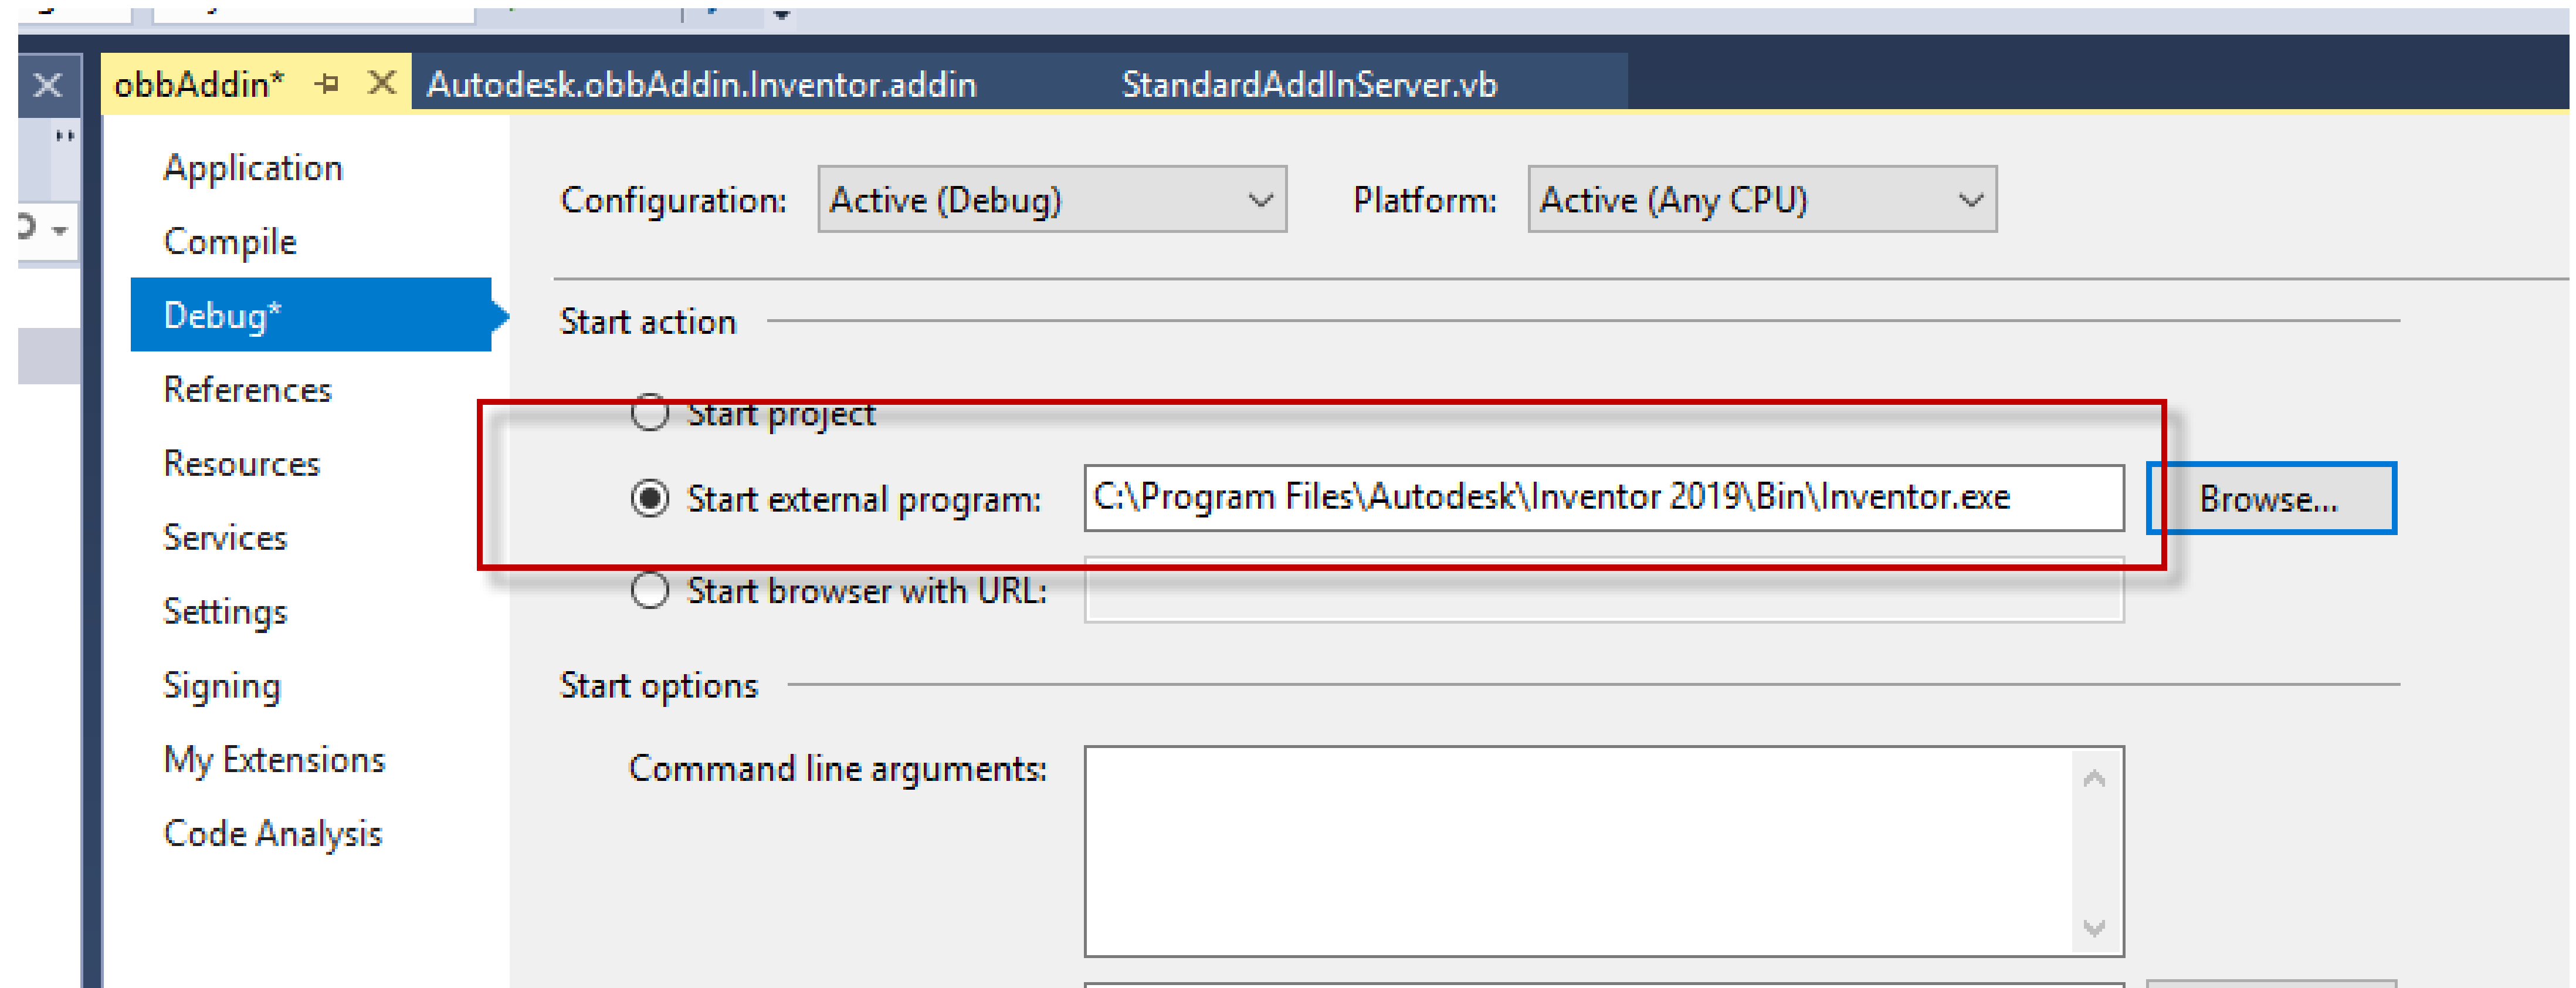 obbAddin*
Autodesk.obbAddin.Inventor.addin
StandardAddInServer.vb
Application
Compile
Debug*
References
Resources
Services
Settings
Signing
My Extensions
Code Analysis
Configuration: Active (Debug) Platform: Active (Any CPU)
Start action
Start project
Start external program: C:\Program Files\Autodesk\Inventor 2019\Bin\Inventor.exe Browse...
Start browser with URL:
Start options
Command line arguments: